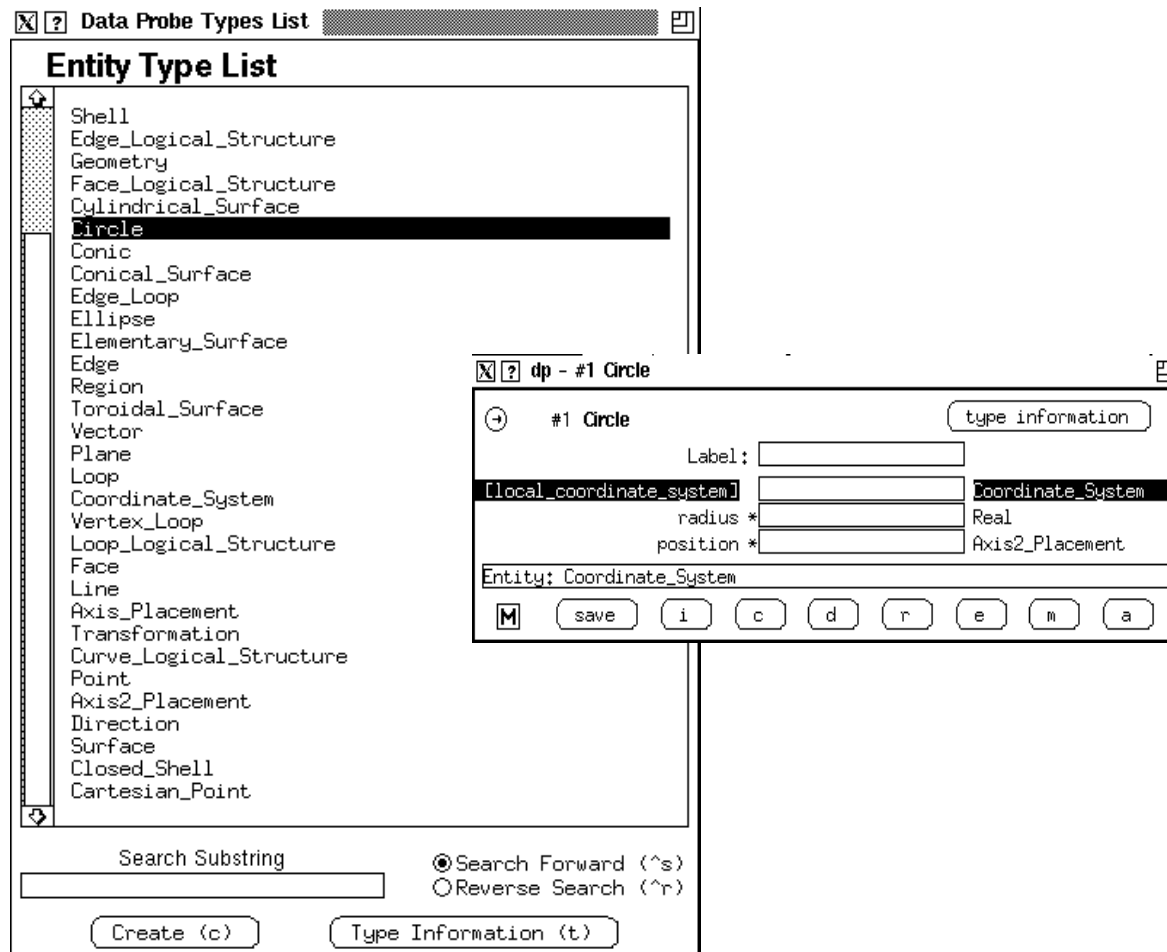 X ? Data Probe Types List
Entity Type List
Shell
Edge_Logical_Structure
Geometry
Face_Logical_Structure
Cylindrical_Surface
Circle
Conic
Conical_Surface
Edge_Loop
Ellipse
Elementary_Surface
Edge
Region
Toroidal_Surface
Vector
Plane
Loop
Coordinate_System
Vertex_Loop
Loop_Logical_Structure
Face
Line
Axis_Placement
Transformation
Curve_Logical_Structure
Point
Axis2_Placement
Direction
Surface
Closed_Shell
Cartesian_Point
Search Substring
Search Forward (^s)
Reverse Search (^r)
Create (c) Type Information (t)
X ? dp - #1 Circle
#1 Circle type information
Label:
[local_coordinate_system] Coordinate_System
radius * Real
position * Axis2_Placement
Entity: Coordinate_System
M save i c d r e m a